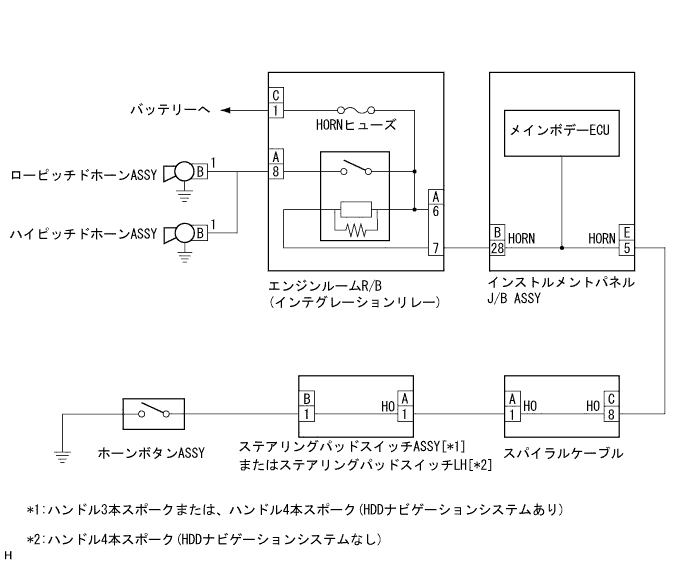 C
1
バッテリーへ
HORNヒューズ
メインボデーECU
A
8
ローピッチドホーンASSY
B
1
A
6
ハイピッチドホーンASSY
B
1
7
B
28
HORN
HORN
E
5
エンジンルームR/B
(インテグレーションリレー)
インストルメントパネル
J/B ASSY
B
1
HO
A
1
A
1
HO
HO
C
8
ホーンボタンASSY
ステアリングパッドスイッチASSY[*1]
またはステアリングパッドスイッチLH[*2]
スパイラルケーブル
*1:ハンドル3本スポークまたは、ハンドル4本スポーク(HDDナビゲーションシステムあり)
*2:ハンドル4本スポーク(HDDナビゲーションシステムなし)
H